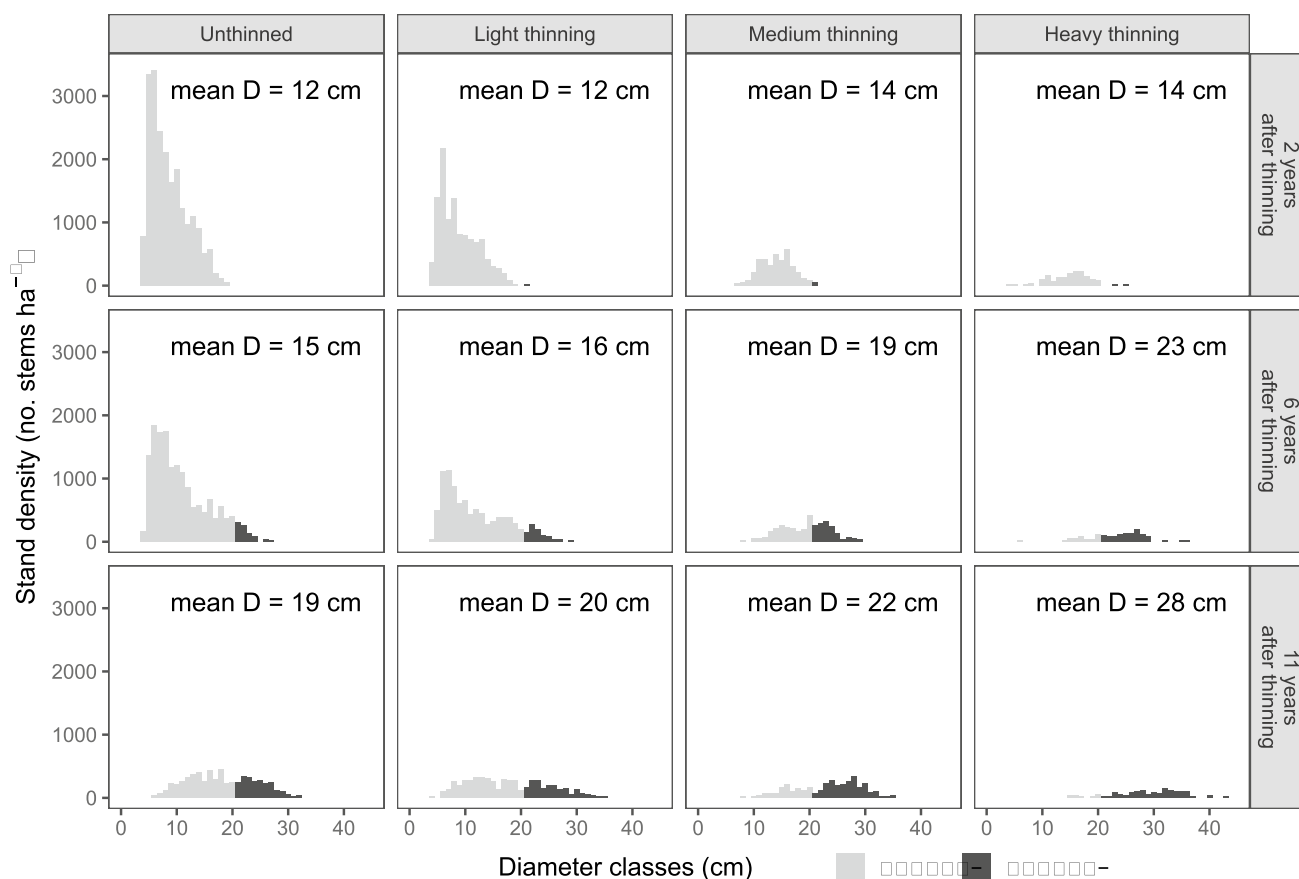 Unthinned Light thinning Medium thinning Heavy thinning
mean D = 12 cm mean D = 12 cm mean D = 14 cm mean D = 14 cm
3000
2000
1000
0
2 years
after thinning
mean D = 15 cm mean D = 16 cm mean D = 19 cm mean D = 23 cm
3000
2000
1000
0
6 years
after thinning
mean D = 19 cm mean D = 20 cm mean D = 22 cm mean D = 28 cm
3000
2000
1000
0
11 years
after thinning
0 10 20 30 40 0 10 20 30 40 0 10 20 30 40 0 10 20 30 40
Stand density (no. stems ha⁻
Diameter classes (cm)